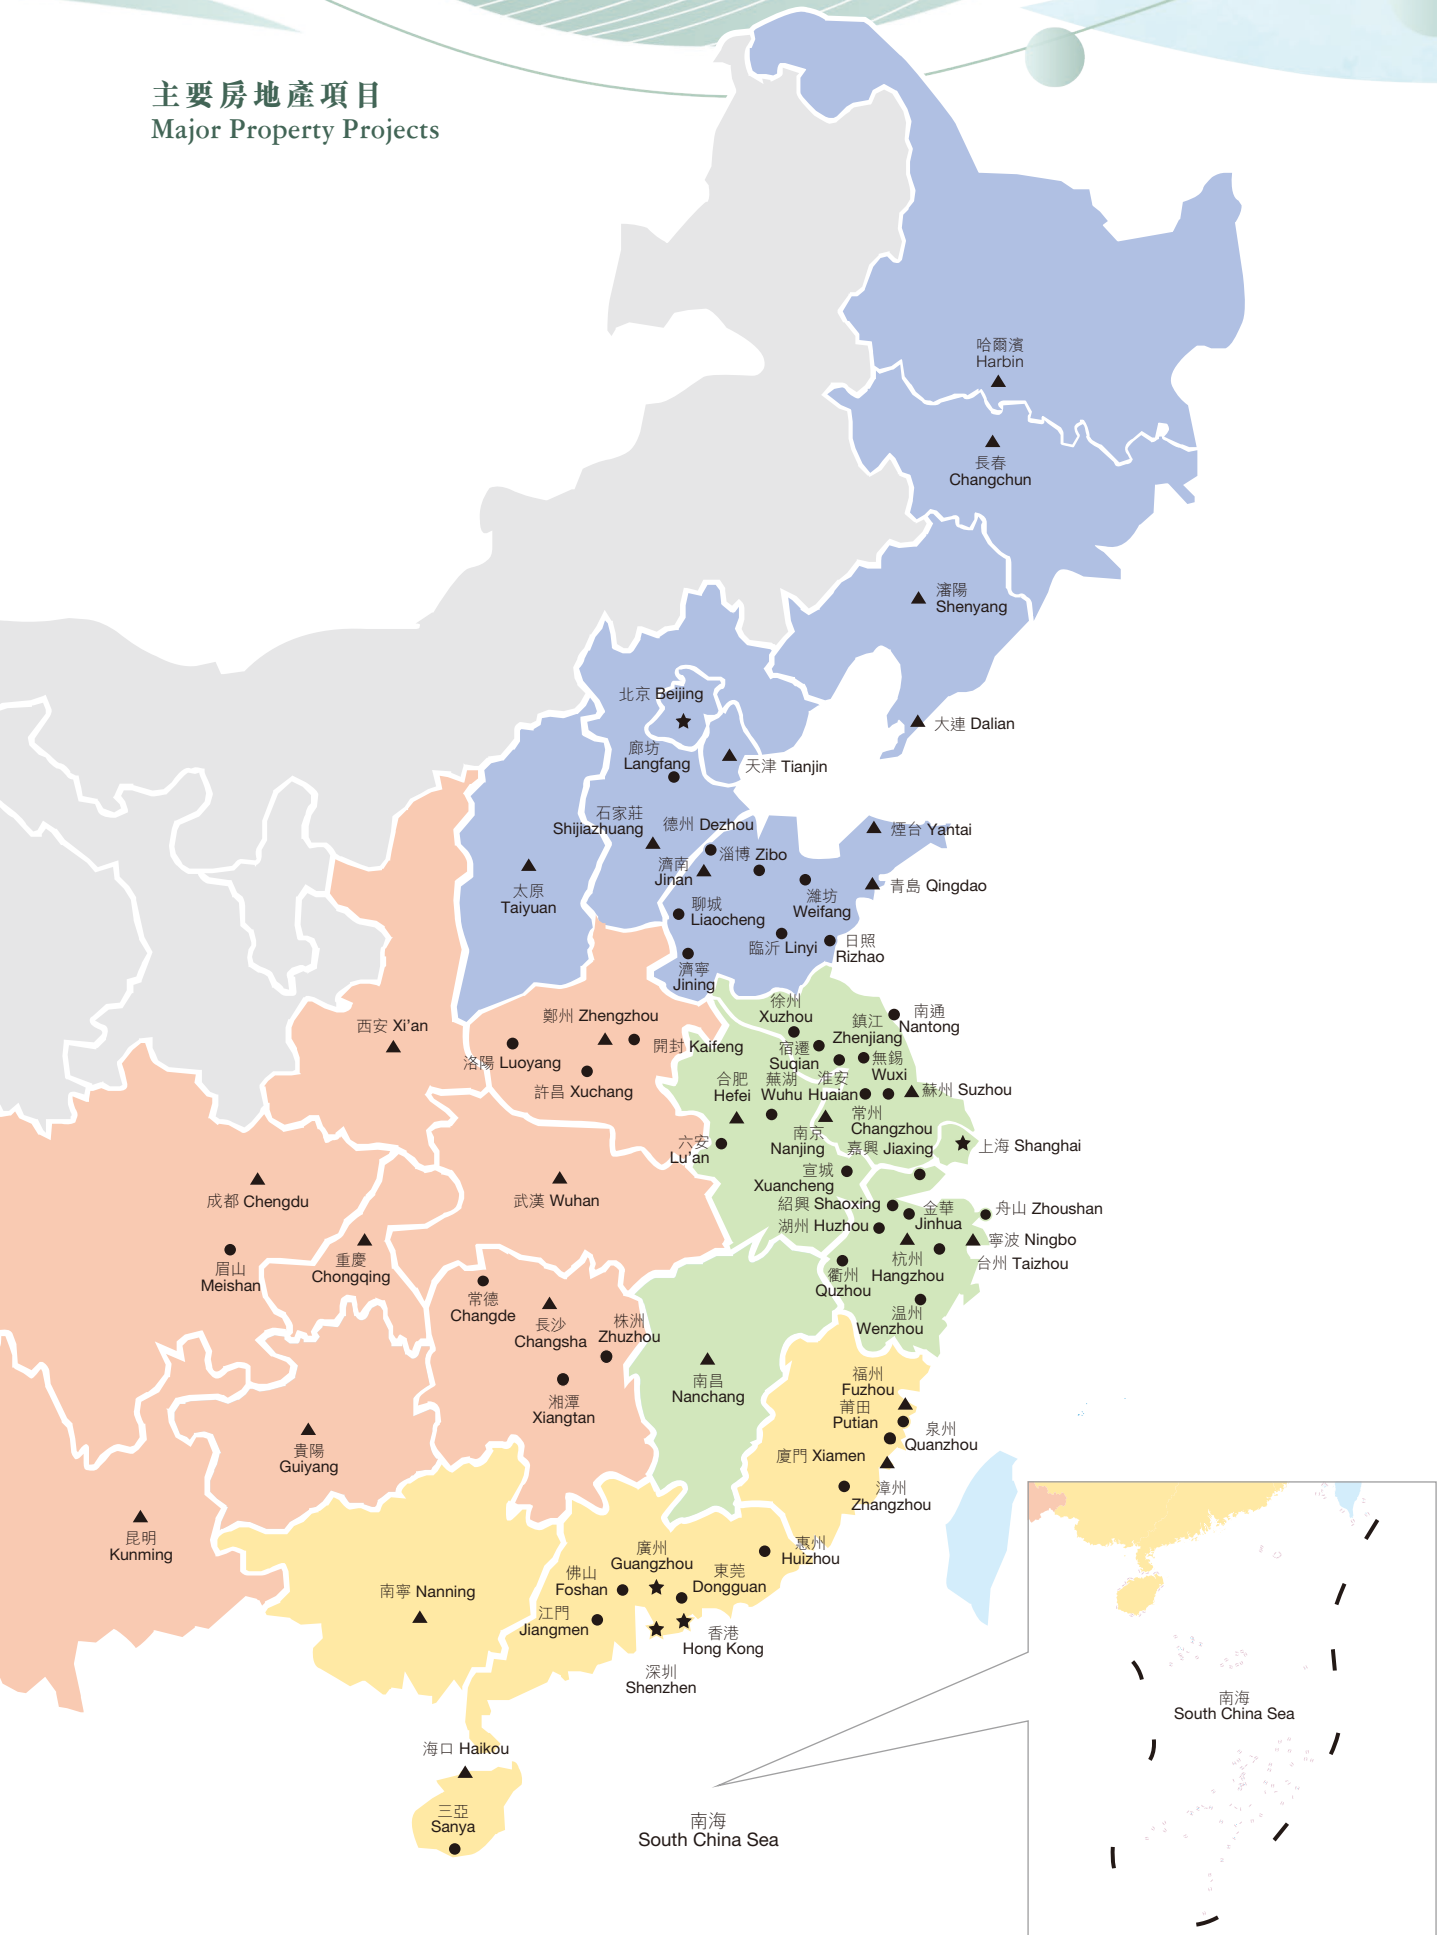 主要房地產項目
Major Property Projects
哈爾濱
Harbin
長春
Changchun
瀋陽
Shenyang
北京 Beijing
大連 Dalian
廊坊
Langfang
天津 Tianjin
石家莊
Shijiazhuang
德州 Dezhou
煙台 Yantai
淄博 Zibo
濟南
Jinan
太原
Taiyuan
青島 Qingdao
濰坊
Weifang
聊城
Liaocheng
臨沂 Linyi
日照
Rizhao
濟寧
Jining
徐州
Xuzhou
南通
Nantong
西安 Xi’an
鄭州 Zhengzhou
鎮江
Zhenjiang
開封 Kaifeng
洛陽 Luoyang
宿遷
Suqian
無錫
Wuxi
許昌 Xuchang
合肥
Hefei
蕪湖
Wuhu
淮安
Huaian
蘇州 Suzhou
常州
Changzhou
南京
Nanjing
六安
Lu’an
嘉興 Jiaxing
上海 Shanghai
宣城
Xuancheng
成都 Chengdu
武漢 Wuhan
紹興 Shaoxing
金華
Jinhua
舟山 Zhoushan
湖州 Huzhou
寧波 Ningbo
眉山
Meishan
重慶
Chongqing
杭州
Hangzhou
台州 Taizhou
衢州
Quzhou
常德
Changde
長沙
Changsha
株洲
Zhuzhou
温州
Wenzhou
南昌
Nanchang
福州
Fuzhou
湘潭
Xiangtan
莆田
Putian
泉州
Quanzhou
貴陽
Guiyang
廈門 Xiamen
漳州
Zhangzhou
昆明
Kunming
惠州
Huizhou
廣州
Guangzhou
佛山
Foshan
東莞
Dongguan
南寧 Nanning
江門
Jiangmen
香港
Hong Kong
深圳
Shenzhen
海口 Haikou
三亞
Sanya
南海
South China Sea
南海
South China Sea